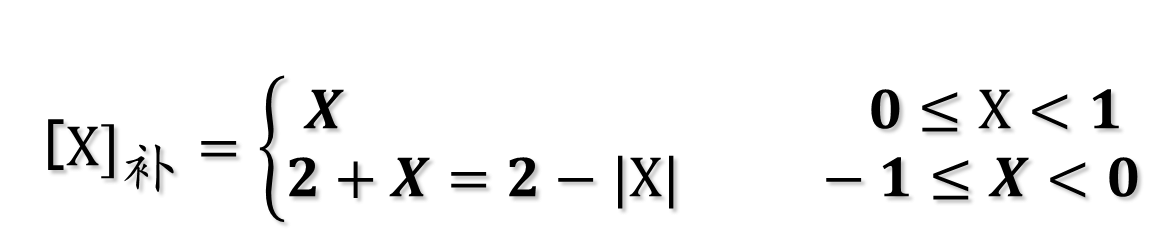 [X]补 = { X 0 ≤ X < 1
2 + X = 2 − |X| − 1 ≤ X < 0